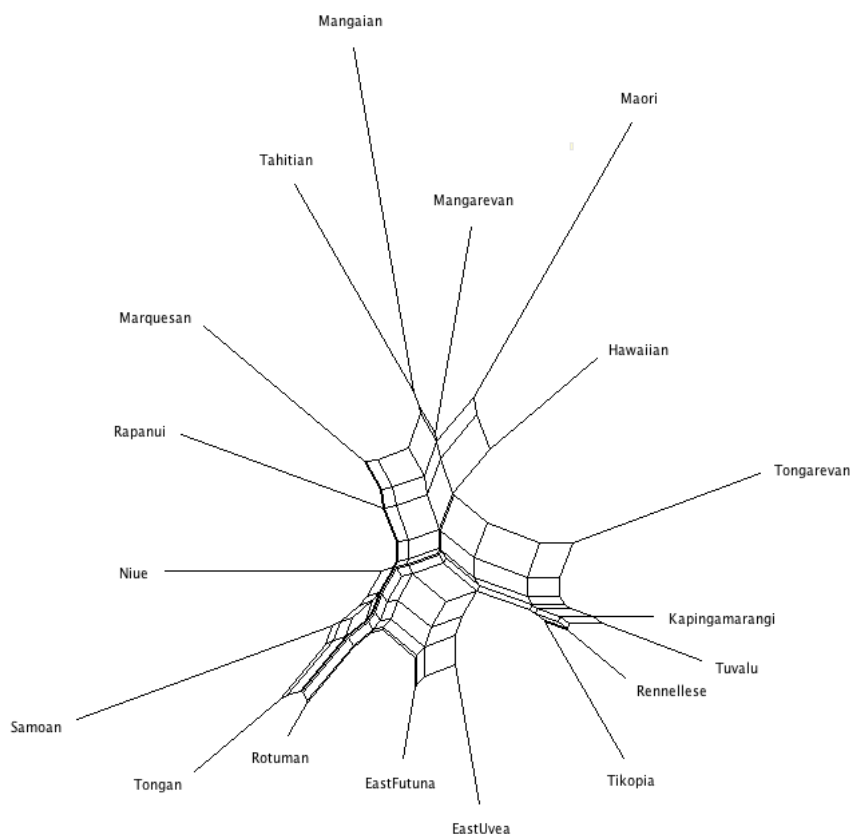 Mangaian
Maori
Tahitian
Mangarevan
Marquesan
Hawaiian
Rapanui
Tongarevan
Niue
Kapingamarangi
Tuvalu
Rennellese
Samoan
Rotuman
Tongan
EastFutuna
Tikopia
EastUvea